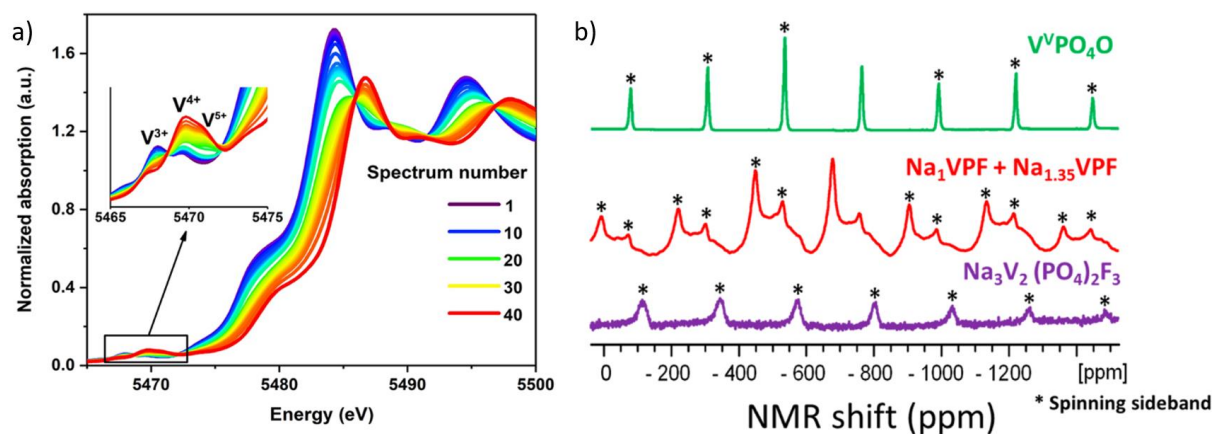 a)
Normalized absorption (a.u.)
1.6
1.2
0.8
0.4
0.0
V3+
V4+
V5+
5465 5470 5475
Spectrum number
1
10
20
30
40
5470 5480 5490 5500
Energy (eV)
b)
VⱽPO₄O
* * * * * *
Na₁VPF + Na₁.₃₅VPF
* * * * * * * * * * * *
Na₃V₂ (PO₄)₂F₃
* * * * * * *
0 - 200 - 400 - 600 - 800 - 1000 - 1200 [ppm]
NMR shift (ppm)
* Spinning sideband